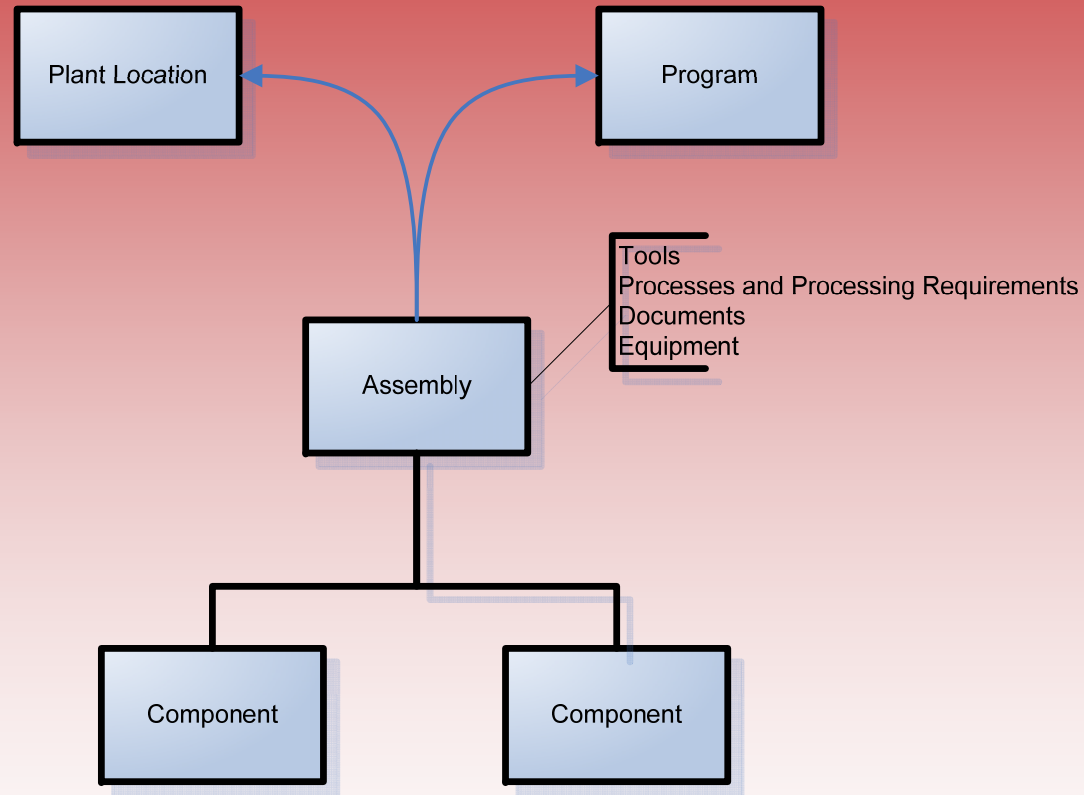 Plant Location
Program
Tools
Processes and Processing Requirements
Documents
Equipment
Assembly
Component
Component